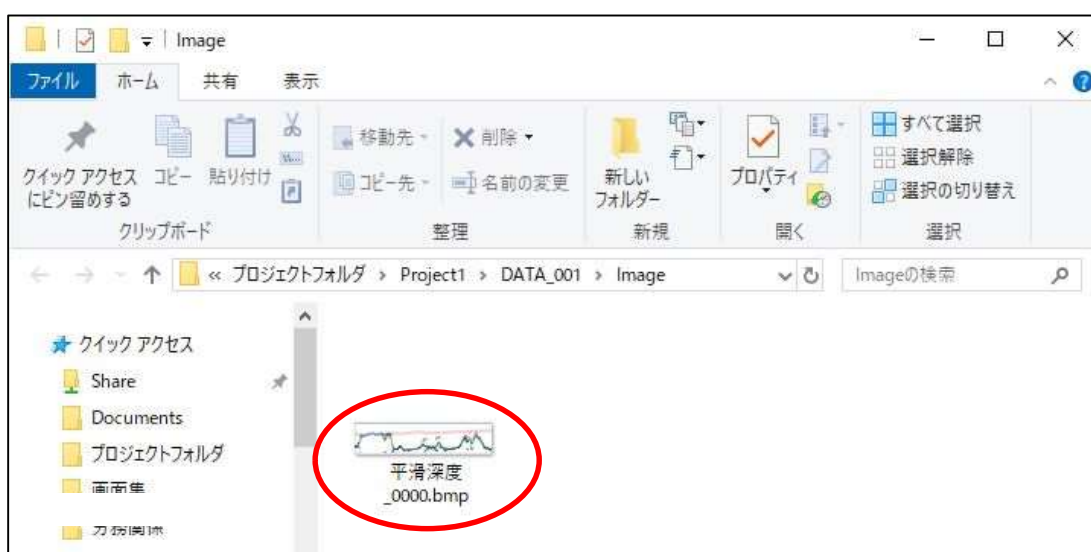 Image
ファイル ホーム 共有 表示
クイック アクセス
にピン留めする
コピー
貼り付け
クリップボード
移動先
削除
コピー先
名前の変更
整理
新しい
フォルダー
新規
プロパティ
開く
すべて選択
選択解除
選択の切り替え
選択
« プロジェクトフォルダ › Project1 › DATA_001 › Image
Imageの検索
クイック アクセス
Share
Documents
プロジェクトフォルダ
画面集
平滑深度
_0000.bmp